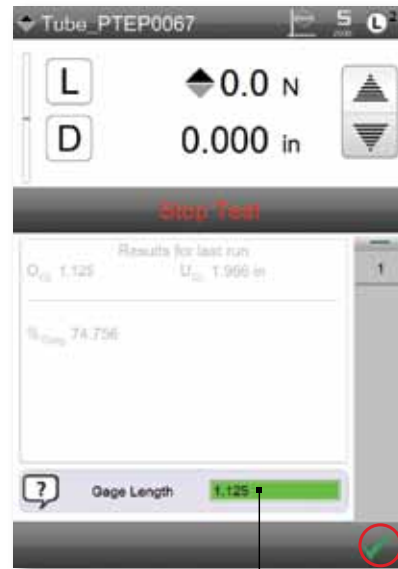 Tube_PTEP0067
L 0.0 N
D 0.000 in
Stop Test
Results for last run
1.125 1.966 in
1
74.756
? Gage Length 1.125